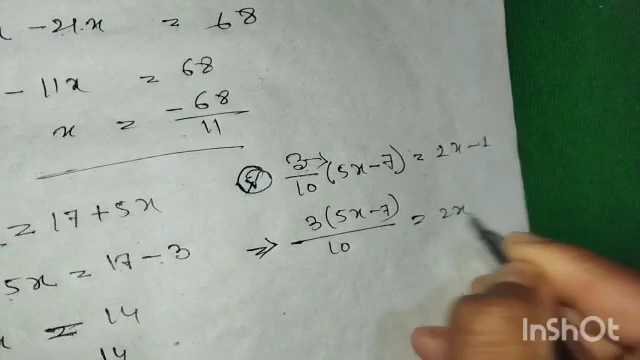 - 21x = 68
- 11x = 68
x = -68/11
= 17 + 5x
5x = 17 - 3
= 14
14
3/10 (5x-7) = 2x-1
⇒ 3(5x-7)/10 = 2x
InShOt